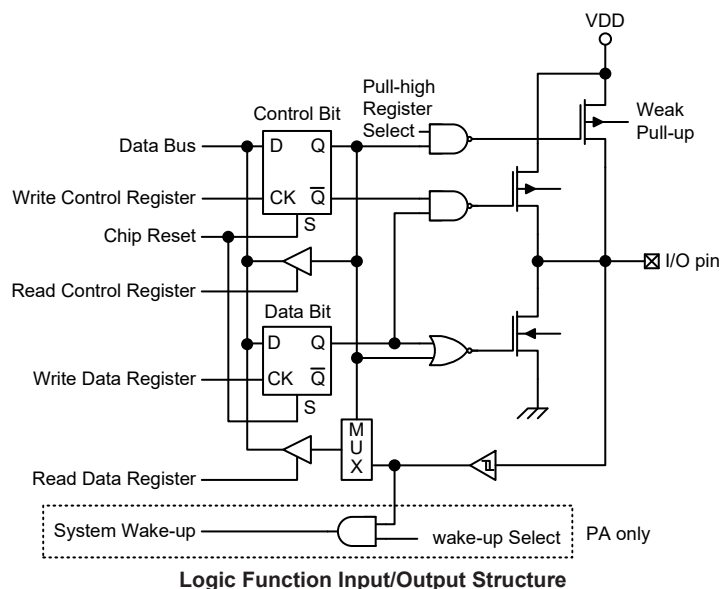 VDD
Pull-high
Register
Select
Control Bit
Weak
Pull-up
Data Bus
D Q
Write Control Register
CK Q
S
Chip Reset
I/O pin
Read Control Register
Data Bit
D Q
Write Data Register
CK Q
S
M
U
X
Read Data Register
System Wake-up
wake-up Select
PA only
Logic Function Input/Output Structure